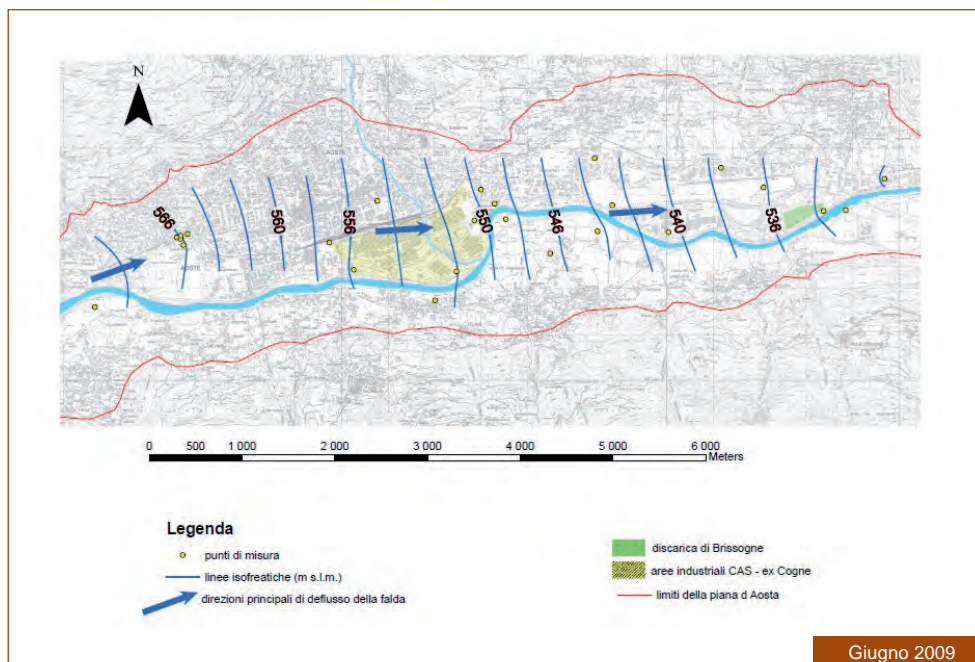 N
AOSTE
566
560
556
550
546
540
536
AOSTE
0 500 1 000 2 000 3 000 4 000 5 000 6 000
Meters
Legenda
punti di misura
linee isofreatiche (m s.l.m.)
direzioni principali di deflusso della falda
discarica di Brissogne
aree industriali CAS - ex Cogne
limiti della piana d Aosta
Giugno 2009